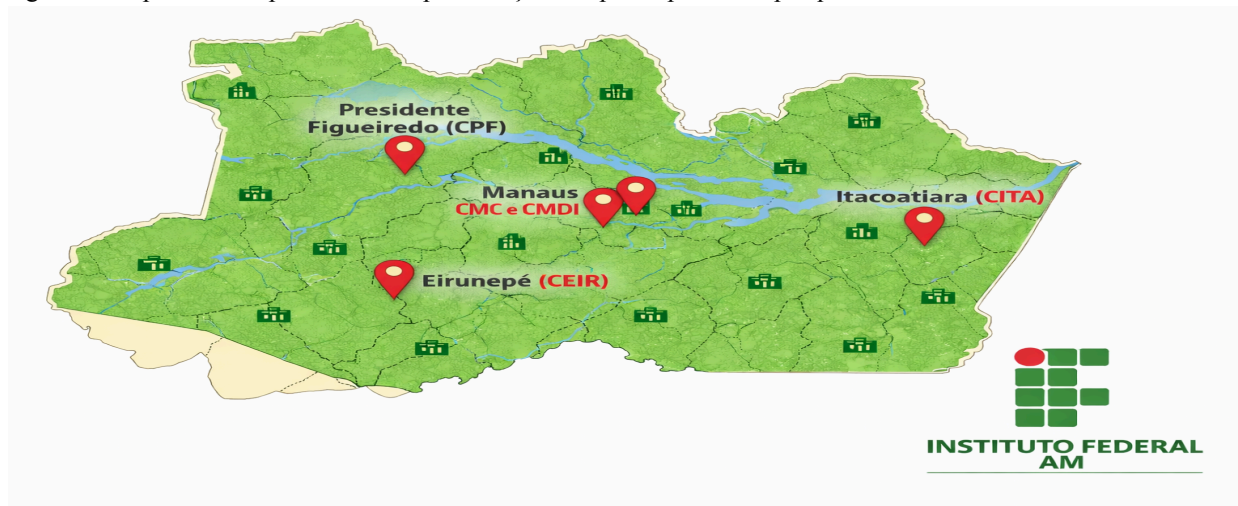 Presidente
Figueiredo (CPF)
Manaus
CMC e CMDI
Itacoatiara (CITA)
Eirunepé (CEIR)
INSTITUTO FEDERAL
AM